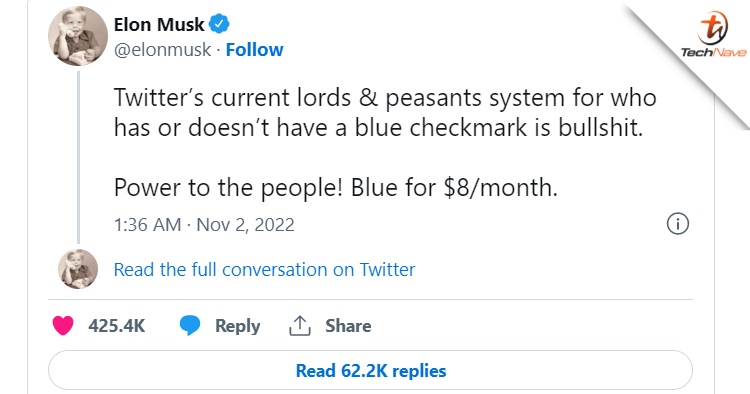 Elon Musk
@elonmusk · Follow
TechNave
Twitter’s current lords & peasants system for who
has or doesn’t have a blue checkmark is bullshit.
Power to the people! Blue for $8/month.
1:36 AM · Nov 2, 2022
Read the full conversation on Twitter
425.4K Reply Share
Read 62.2K replies